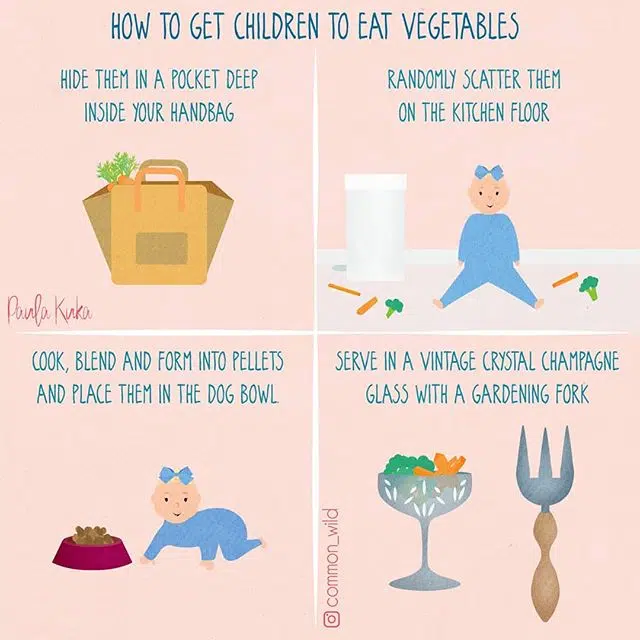 HOW TO GET CHILDREN TO EAT VEGETABLES
HIDE THEM IN A POCKET DEEP
INSIDE YOUR HANDBAG
RANDOMLY SCATTER THEM
ON THE KITCHEN FLOOR
Paula Kuka
COOK, BLEND AND FORM INTO PELLETS
AND PLACE THEM IN THE DOG BOWL.
SERVE IN A VINTAGE CRYSTAL CHAMPAGNE
GLASS WITH A GARDENING FORK
common_wild